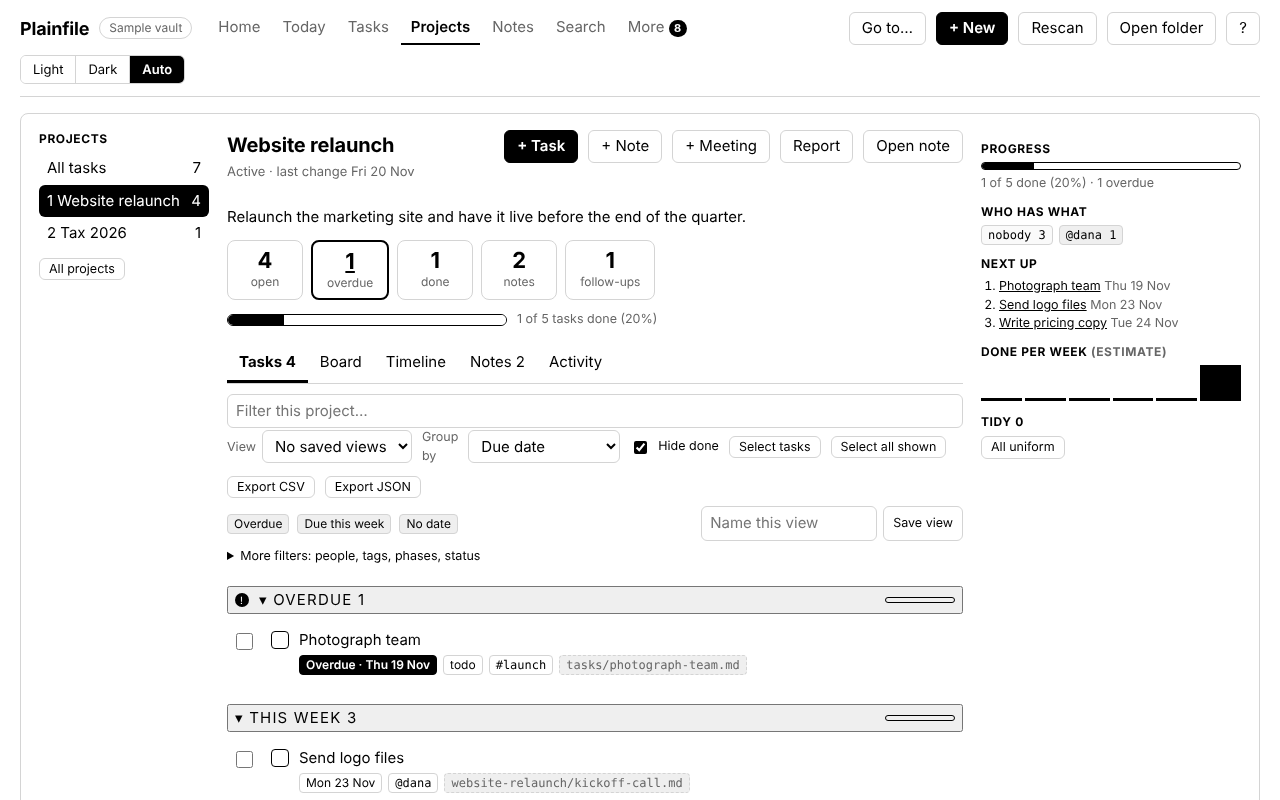 Plainfile Sample vault Home Today Tasks Projects Notes Search More 8 Go to... + New Rescan Open folder ?
Light Dark Auto
PROJECTS
All tasks 7
1 Website relaunch 4
2 Tax 2026 1
All projects
Website relaunch + Task + Note + Meeting Report Open note
Active · last change Fri 20 Nov
Relaunch the marketing site and have it live before the end of the quarter.
4 open
1 overdue
1 done
2 notes
1 follow-ups
1 of 5 tasks done (20%)
Tasks 4 Board Timeline Notes 2 Activity
Filter this project...
View No saved views Group by Due date Hide done Select tasks Select all shown
Export CSV Export JSON
Overdue Due this week No date Name this view Save view
▶ More filters: people, tags, phases, status
! ▾ OVERDUE 1
Photograph team
Overdue · Thu 19 Nov todo #launch tasks/photograph-team.md
▾ THIS WEEK 3
Send logo files
Mon 23 Nov @dana website-relaunch/kickoff-call.md
PROGRESS
1 of 5 done (20%) · 1 overdue
WHO HAS WHAT
nobody 3 @dana 1
NEXT UP
1. Photograph team Thu 19 Nov
2. Send logo files Mon 23 Nov
3. Write pricing copy Tue 24 Nov
DONE PER WEEK (ESTIMATE)
TIDY 0
All uniform